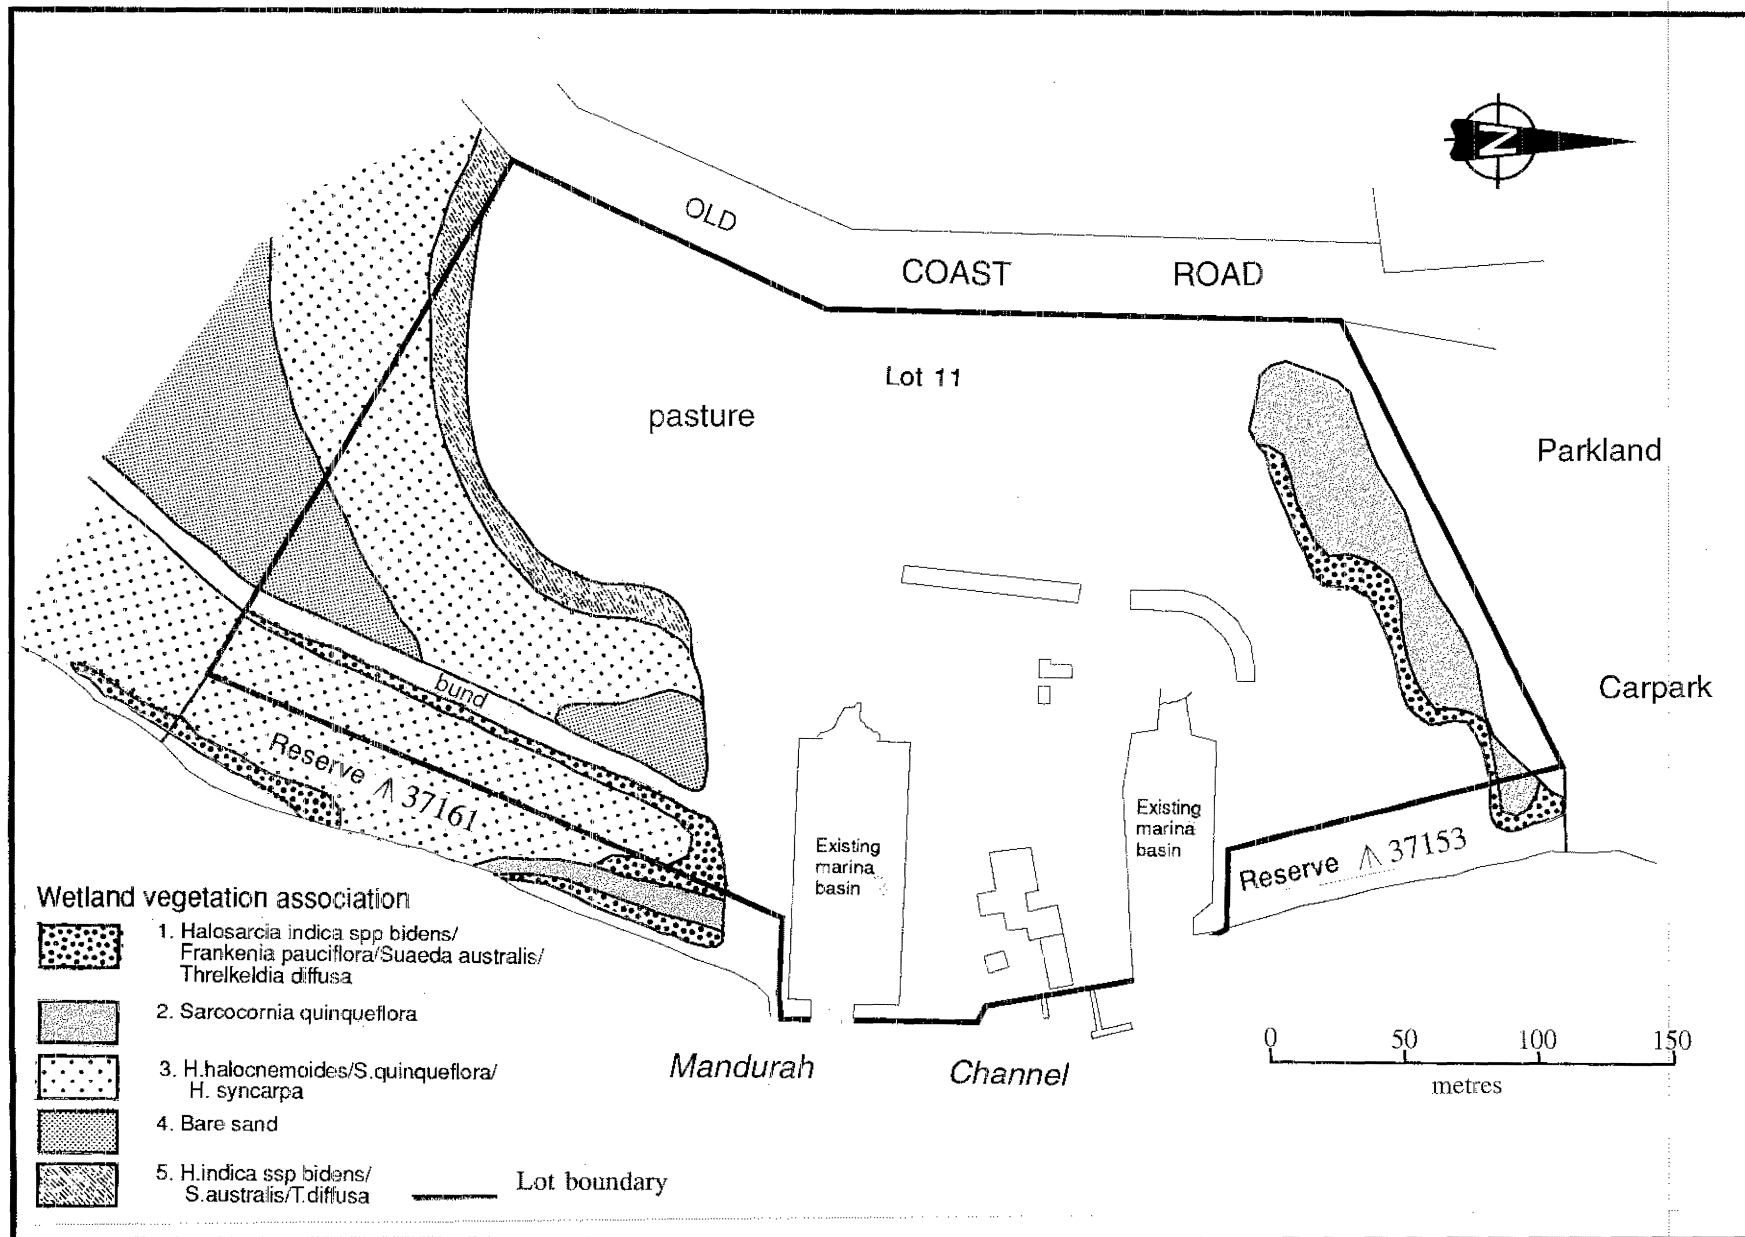 N
OLD
COAST ROAD
Lot 11
pasture
Parkland
Carpark
bund
Reserve 37161
Existing
marina
basin
Existing
marina
basin
Reserve 37153
Mandurah Channel
0 50 100 150
metres
Wetland vegetation association
1. Halosarcia indica spp bidens/
Frankenia pauciflora/Suaeda australis/
Threlkeldia diffusa
2. Sarcocornia quinqueflora
3. H.halocnemoides/S.quinqueflora/
H. syncarpa
4. Bare sand
5. H.indica ssp bidens/
S.australis/T.diffusa
Lot boundary